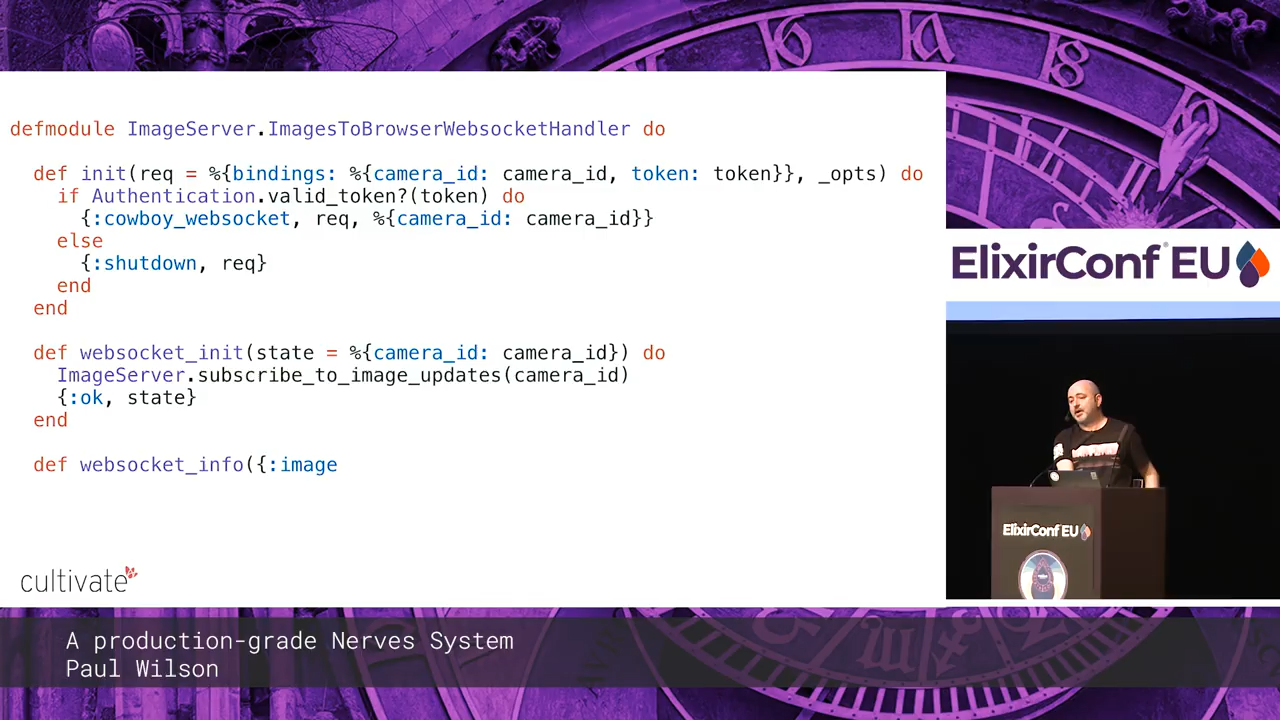 defmodule ImageServer.ImagesToBrowserWebsocketHandler do
def init(req = %{bindings: %{camera_id: camera_id, token: token}}, _opts) do
if Authentication.valid_token?(token) do
{:cowboy_websocket, req, %{camera_id: camera_id}}
else
{:shutdown, req}
end
end
def websocket_init(state = %{camera_id: camera_id}) do
ImageServer.subscribe_to_image_updates(camera_id)
{:ok, state}
end
def websocket_info({:image
cultivate
ElixirConf® EU
ElixirConf EU
A production-grade Nerves System
Paul Wilson